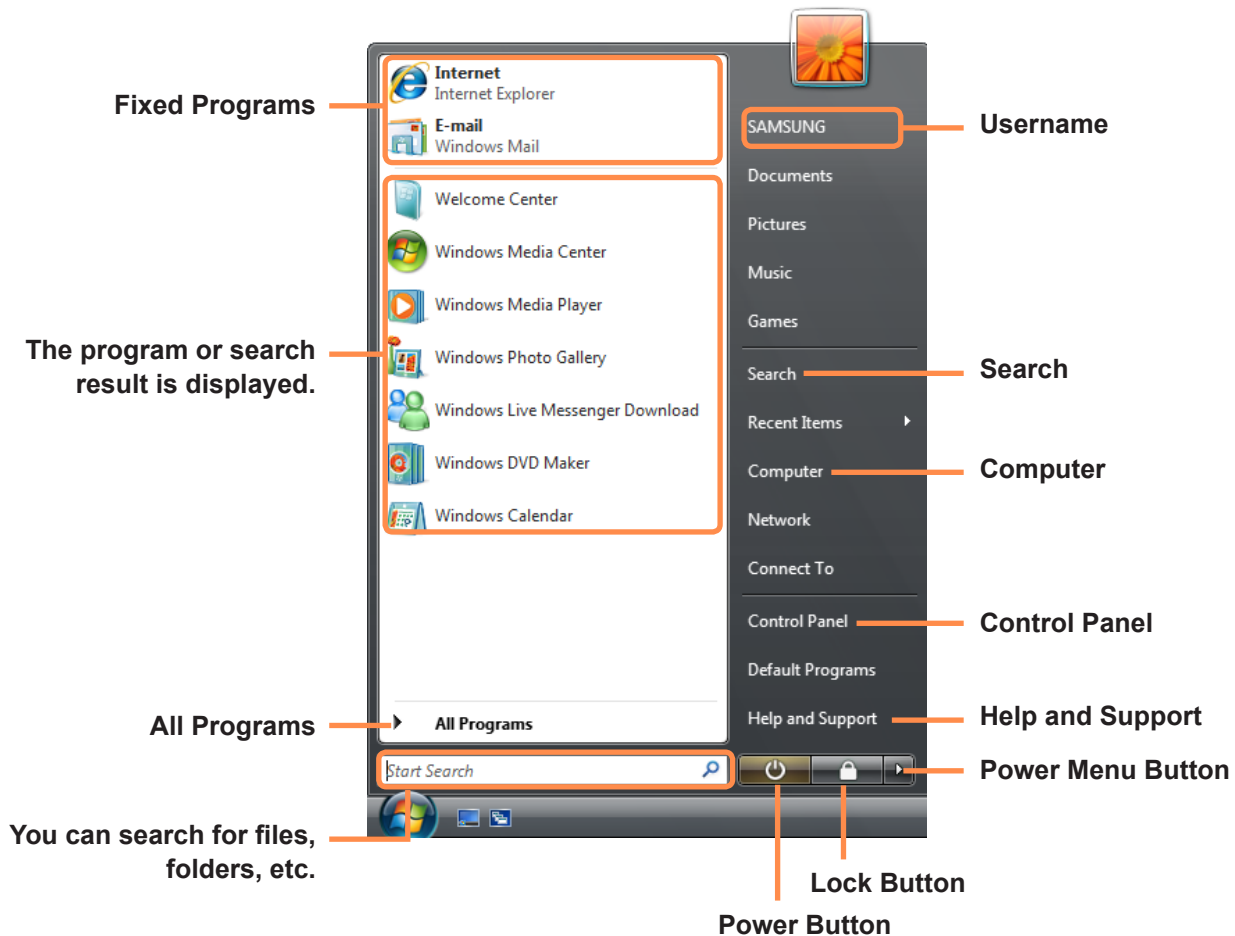 Fixed Programs
Internet
Internet Explorer
E-mail
Windows Mail
The program or search
result is displayed.
Welcome Center
Windows Media Center
Windows Media Player
Windows Photo Gallery
Windows Live Messenger Download
Windows DVD Maker
Windows Calendar
All Programs
All Programs
Start Search
You can search for files,
folders, etc.
SAMSUNG
Username
Documents
Pictures
Music
Games
Search
Search
Recent Items
Computer
Computer
Network
Connect To
Control Panel
Control Panel
Default Programs
Help and Support
Help and Support
Power Menu Button
Lock Button
Power Button